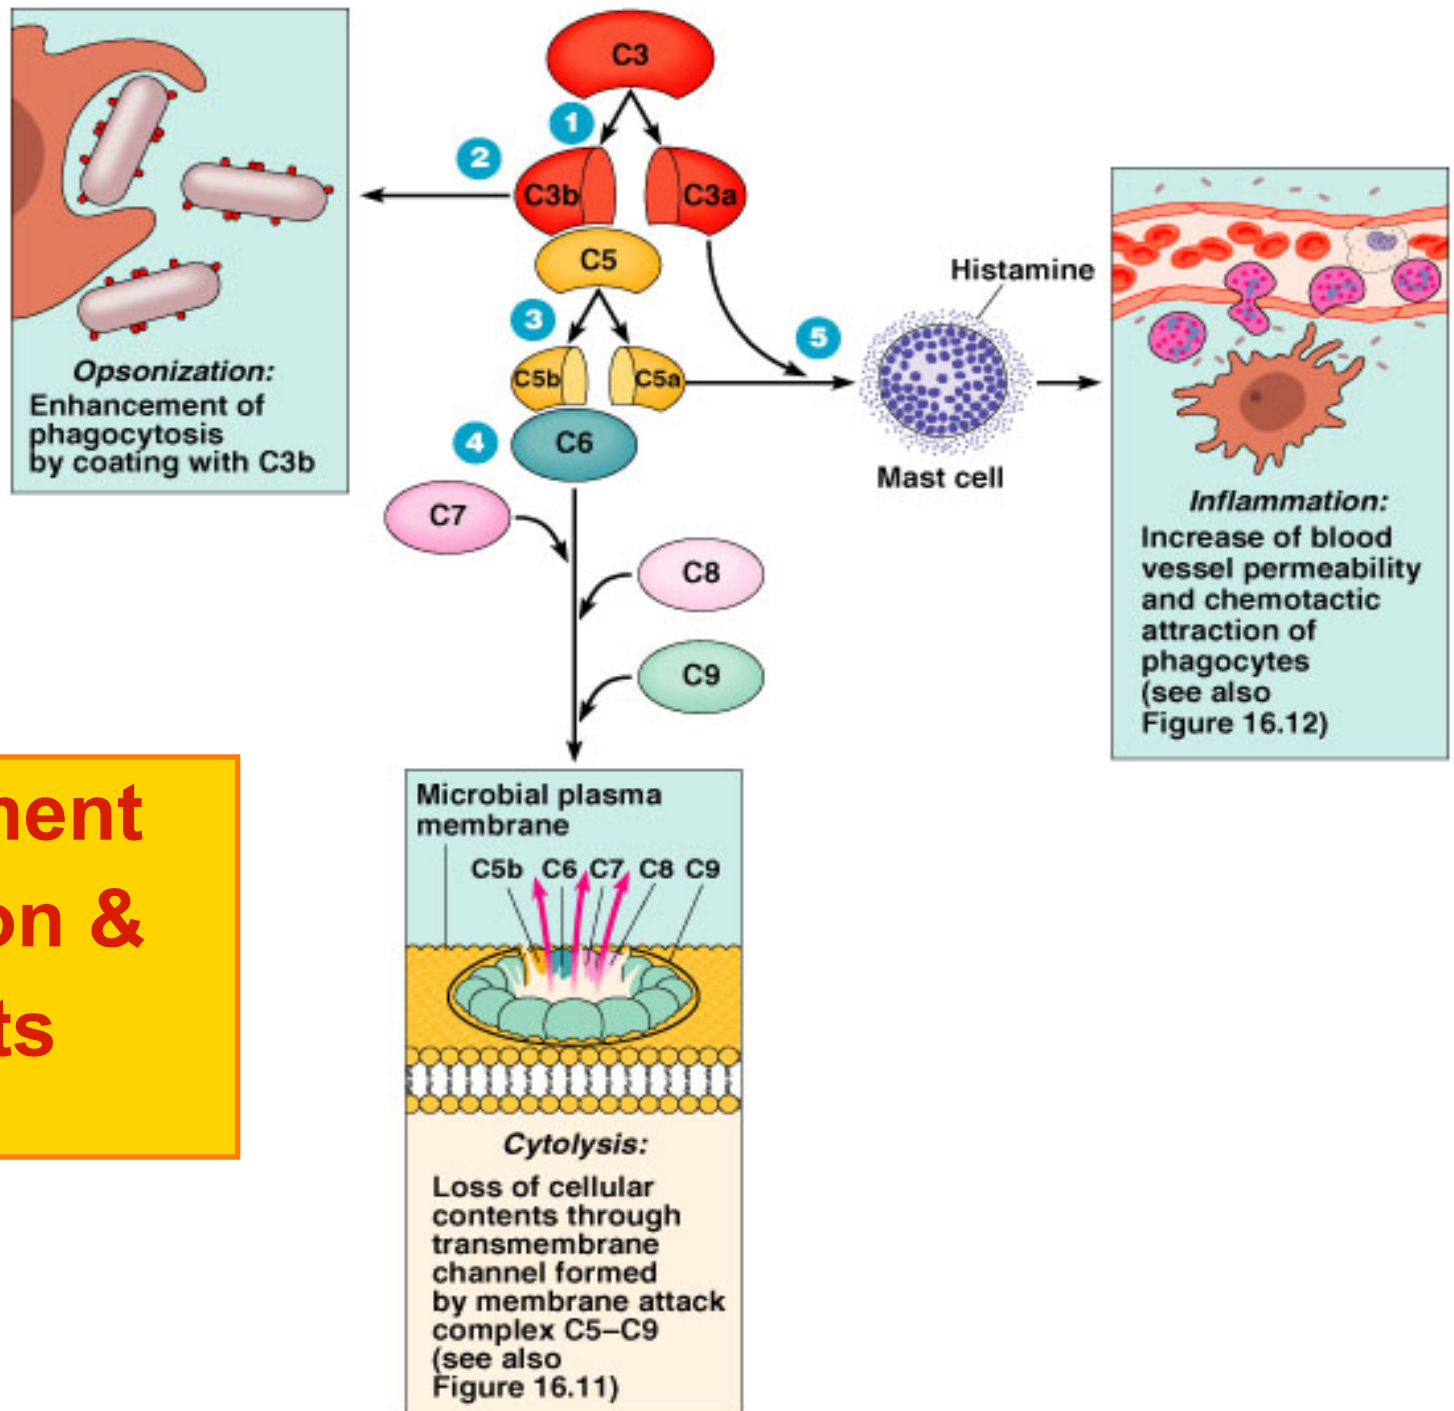 C3
1
2
C3b
C3a
C5
3
C5b
C5a
5
Histamine
Mast cell
4
C6
C7
C8
C9
Opsonization:
Enhancement of
phagocytosis
by coating with C3b
Inflammation:
Increase of blood
vessel permeability
and chemotactic
attraction of
phagocytes
(see also
Figure 16.12)
ment
on &
ts
Microbial plasma
membrane
C5b C6 C7 C8 C9
Cytolysis:
Loss of cellular
contents through
transmembrane
channel formed
by membrane attack
complex C5–C9
(see also
Figure 16.11)